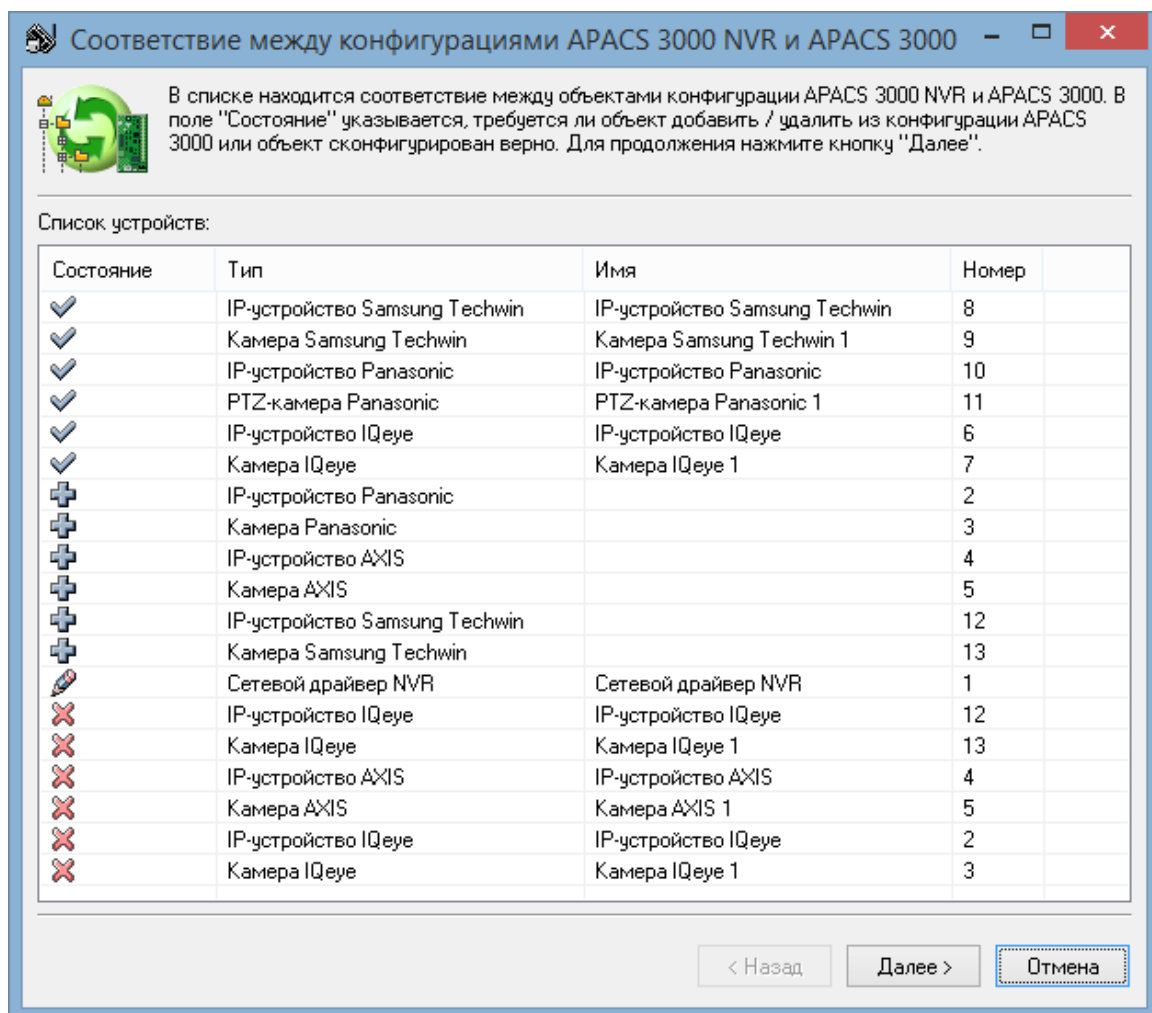 Соответствие между конфигурациями APACS 3000 NVR и APACS 3000
В списке находится соответствие между объектами конфигурации APACS 3000 NVR и APACS 3000. В
поле "Состояние" указывается, требуется ли объект добавить / удалить из конфигурации APACS
3000 или объект сконфигурирован верно. Для продолжения нажмите кнопку "Далее".
Список устройств:
Состояние Тип Имя Номер
IP-устройство Samsung Techwin IP-устройство Samsung Techwin 8
Камера Samsung Techwin Камера Samsung Techwin 1 9
IP-устройство Panasonic IP-устройство Panasonic 10
PTZ-камера Panasonic PTZ-камера Panasonic 1 11
IP-устройство IQeye IP-устройство IQeye 6
Камера IQeye Камера IQeye 1 7
IP-устройство Panasonic 2
Камера Panasonic 3
IP-устройство AXIS 4
Камера AXIS 5
IP-устройство Samsung Techwin 12
Камера Samsung Techwin 13
Сетевой драйвер NVR Сетевой драйвер NVR 1
IP-устройство IQeye IP-устройство IQeye 12
Камера IQeye Камера IQeye 1 13
IP-устройство AXIS IP-устройство AXIS 4
Камера AXIS Камера AXIS 1 5
IP-устройство IQeye IP-устройство IQeye 2
Камера IQeye Камера IQeye 1 3
< Назад Далее > Отмена